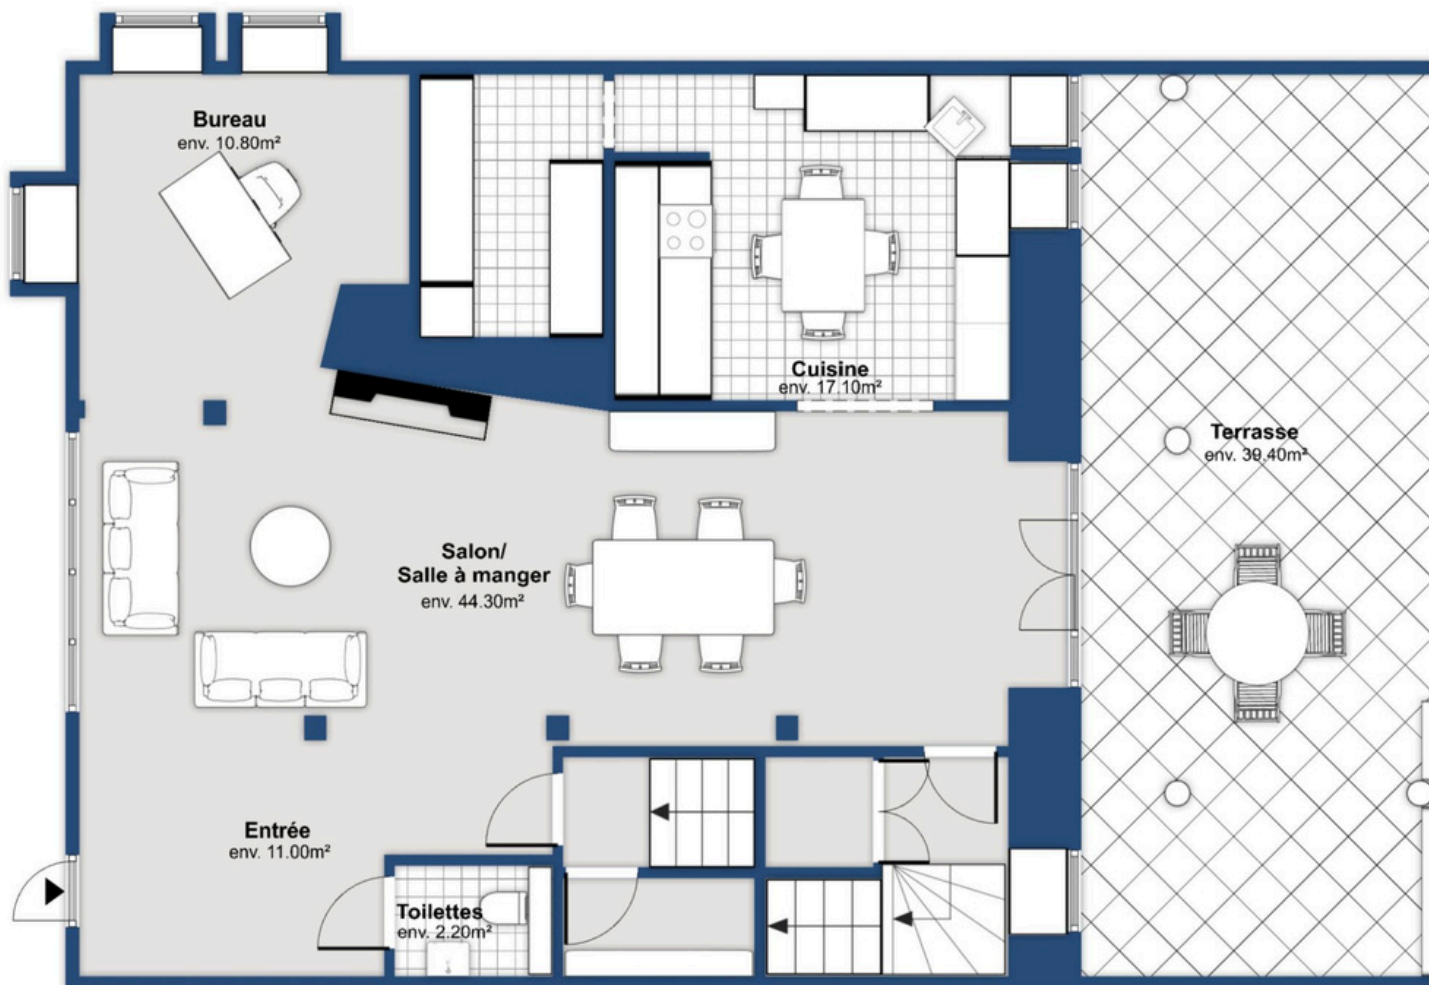 Bureau
env. 10.80m²
Cuisine
env. 17.10m²
Terrasse
env. 39.40m²
Salon/
Salle à manger
env. 44.30m²
Entrée
env. 11.00m²
Toilettes
env. 2.20m²